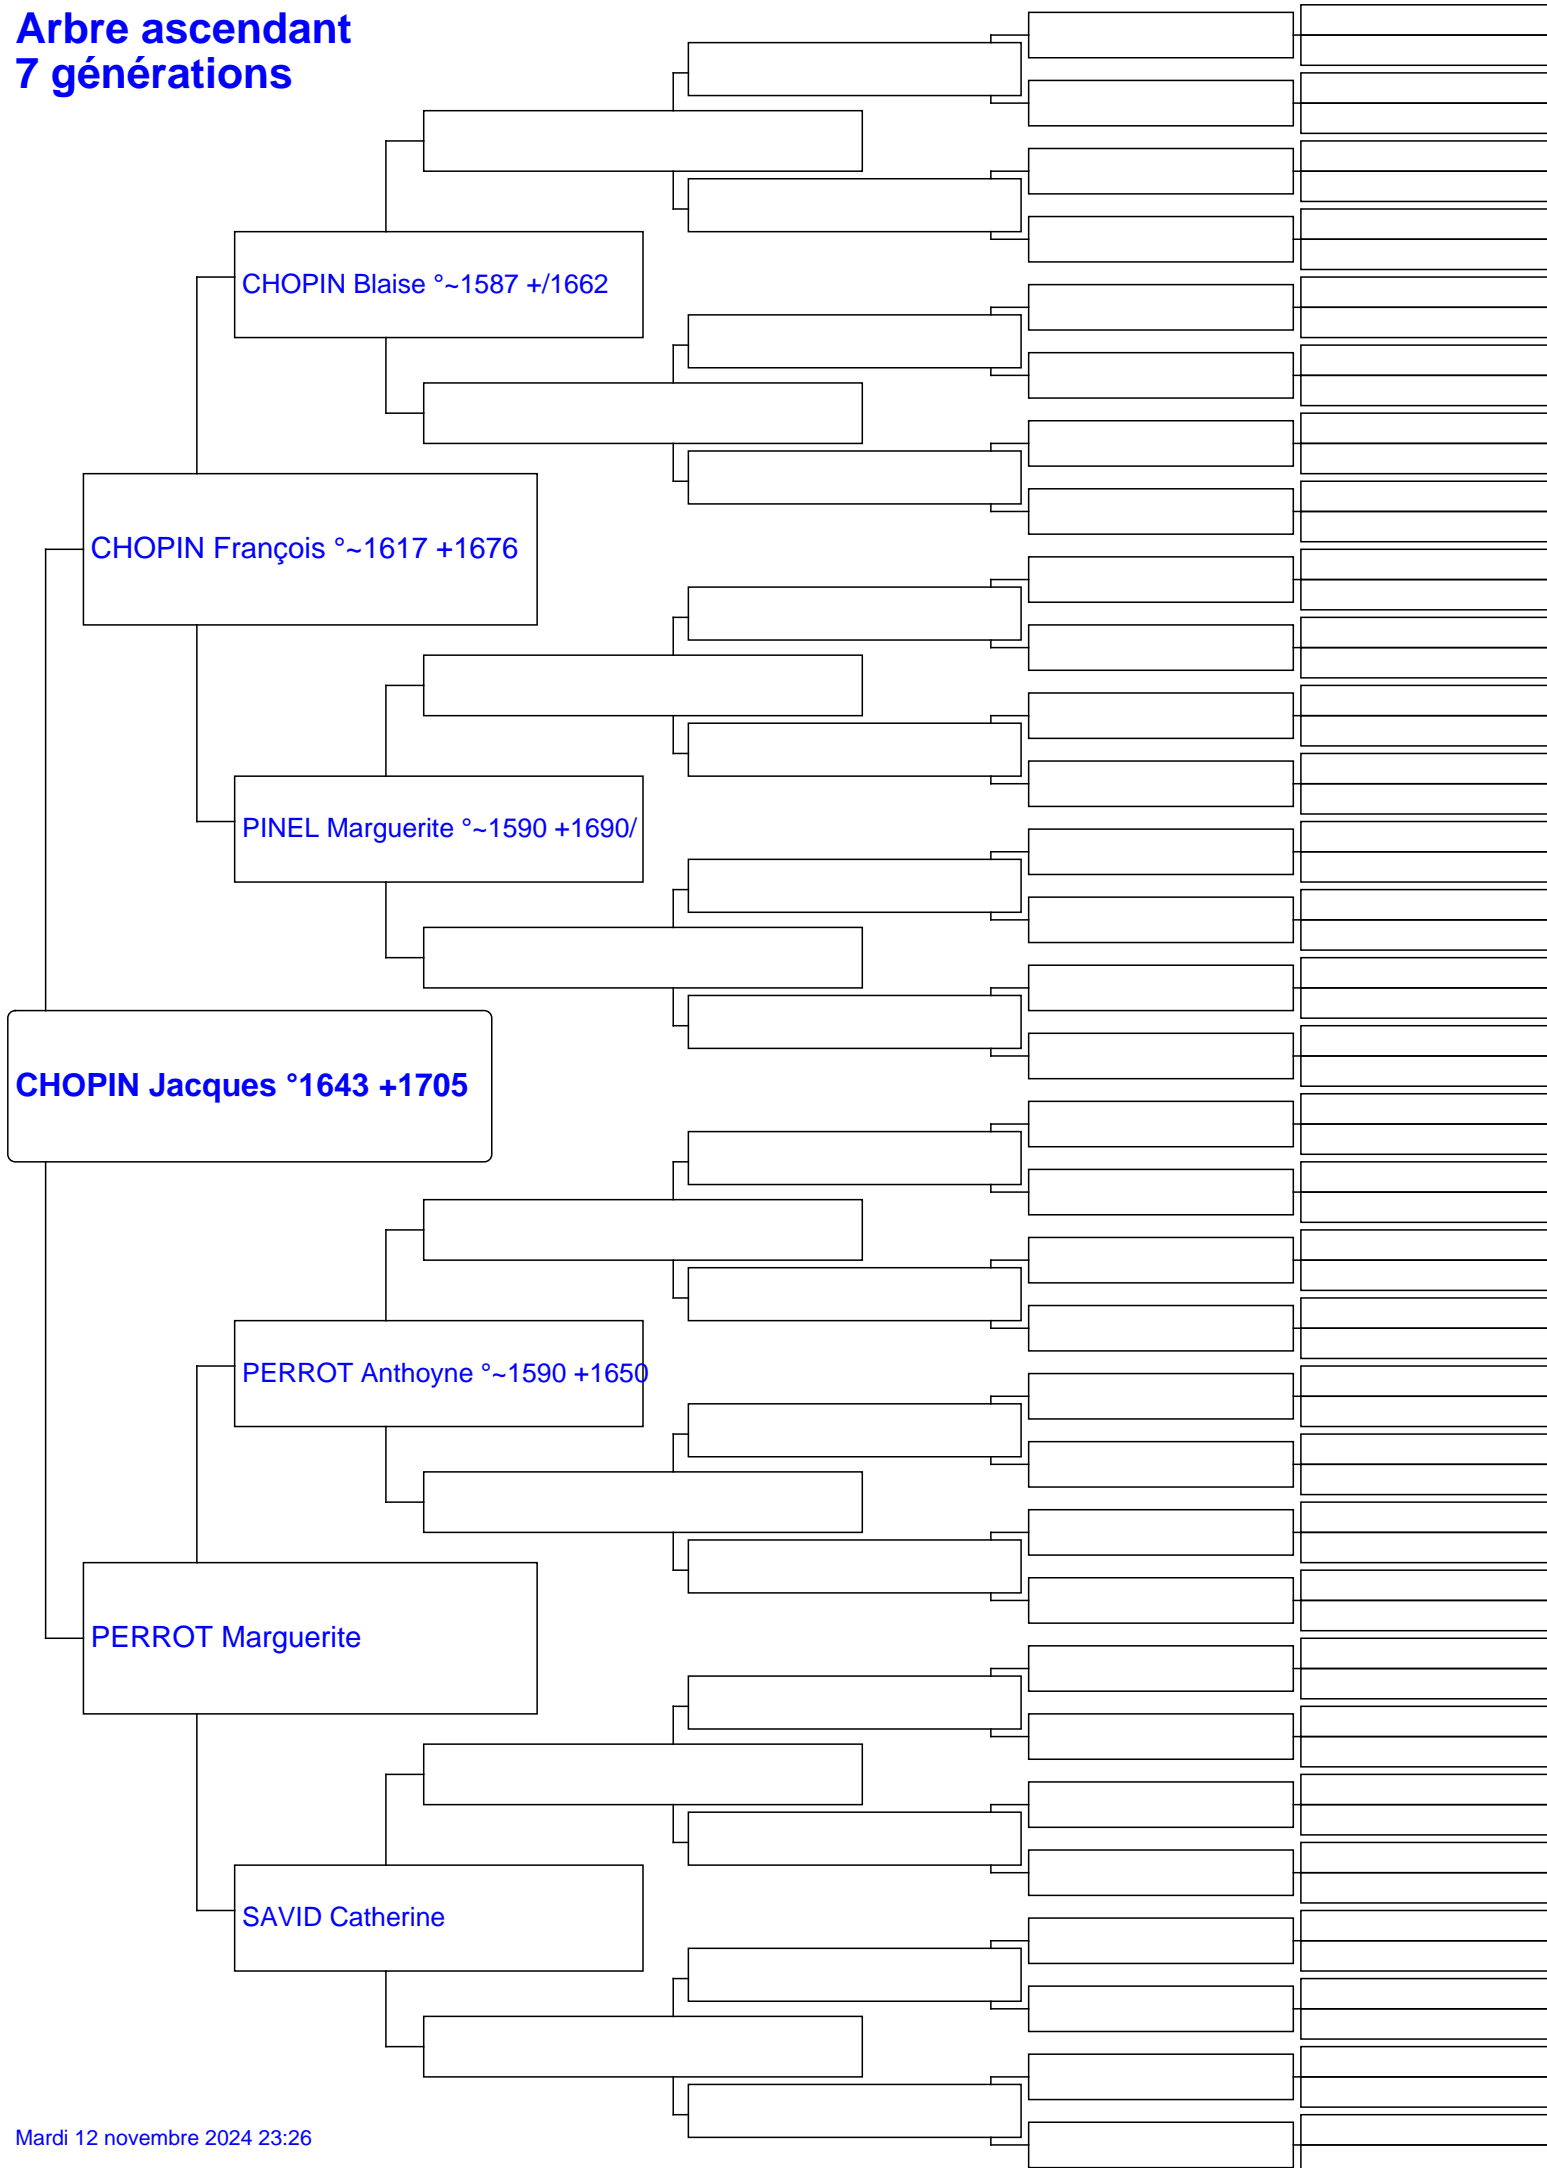 Arbre ascendant
7 générations
CHOPIN Blaise °~1587 +/1662
CHOPIN François °~1617 +1676
PINEL Marguerite °~1590 +1690/
CHOPIN Jacques °1643 +1705
PERROT Anthoyne °~1590 +1650
PERROT Marguerite
SAVID Catherine
Mardi 12 novembre 2024 23:26